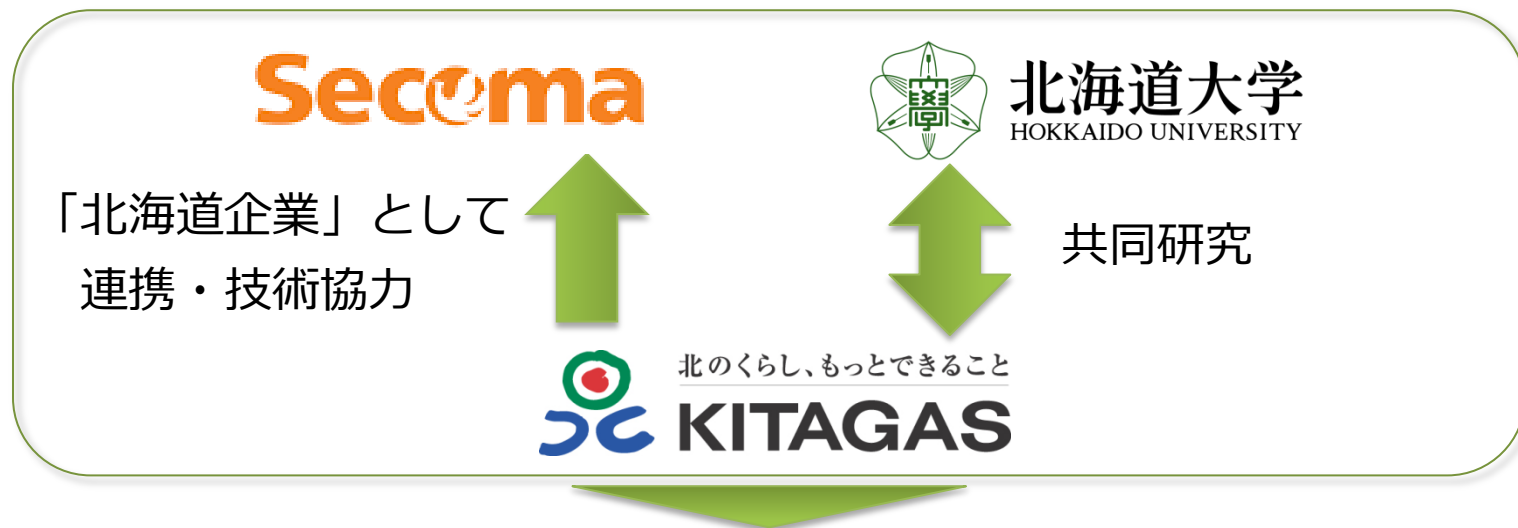 Secoma
北海道大学
HOKKAIDO UNIVERSITY
「北海道企業」として
連携・技術協力
共同研究
北のくらし、もっとできること
KITAGAS